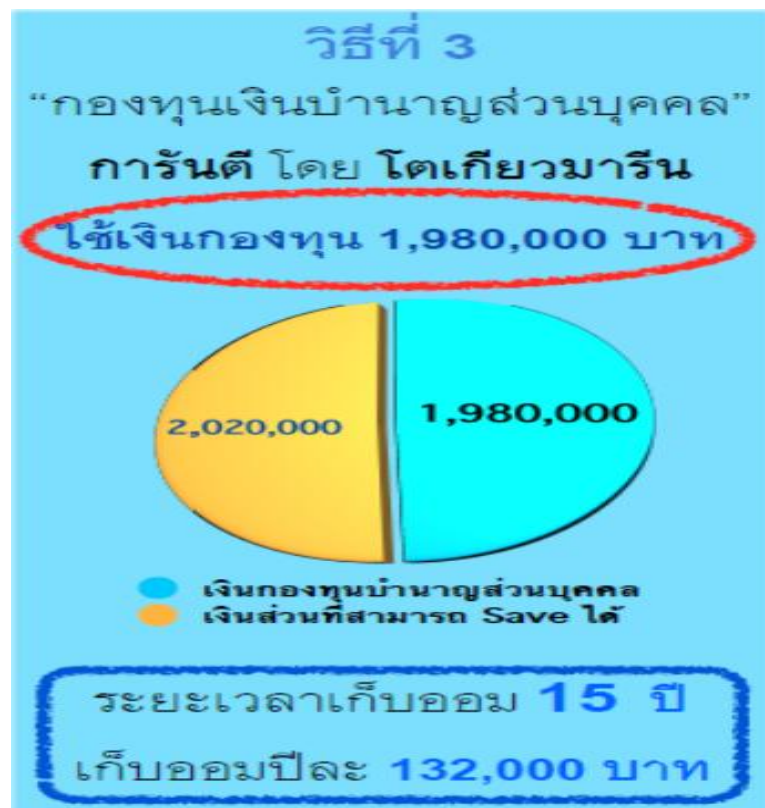 วิธีที่ 3
“กองทุนเงินบำนาญส่วนบุคคล”
การันตี โดย โตเกียวมารีน
ใช้เงินกองทุน 1,980,000 บาท
2,020,000
1,980,000
เงินกองทุนบำนาญส่วนบุคคล
เงินส่วนที่สามารถ Save ได้
ระยะเวลาเก็บออม 15 ปี
เก็บออมปีละ 132,000 บาท